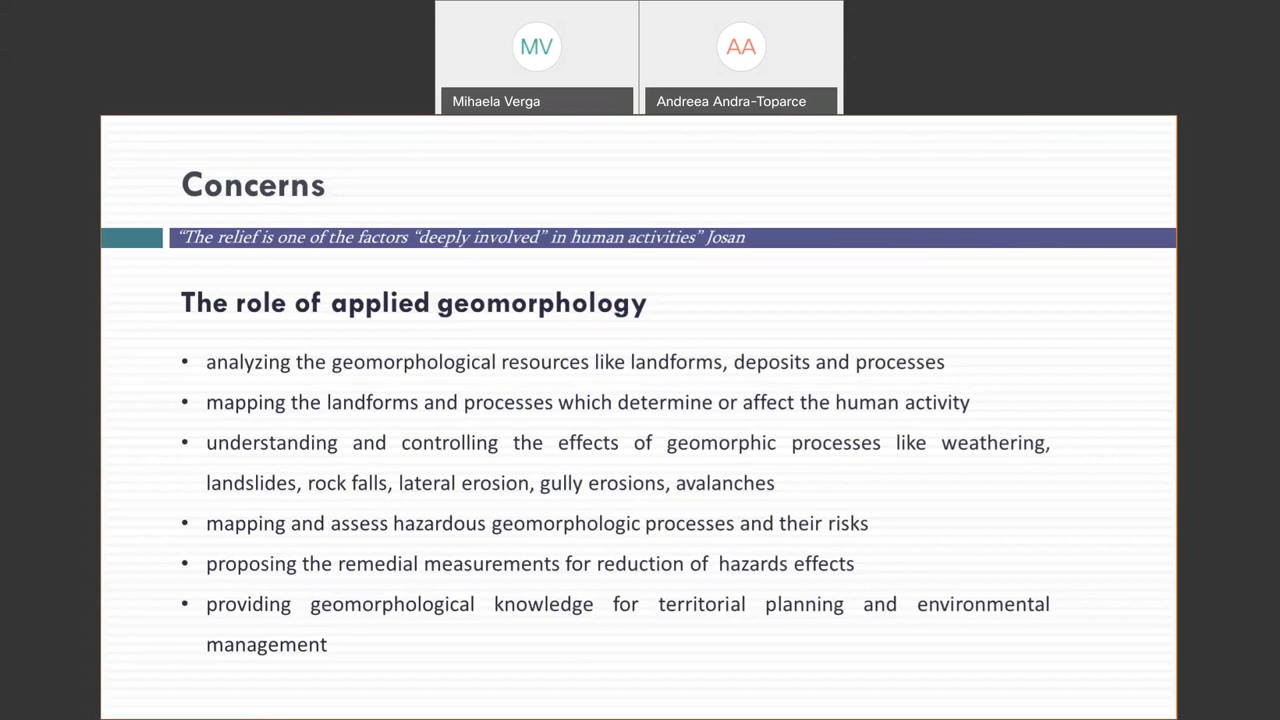 MV
AA
Mihaela Verga
Andreea Andra-Toparce
Concerns
“The relief is one of the factors “deeply involved” in human activities” Josan
The role of applied geomorphology
• analyzing the geomorphological resources like landforms, deposits and processes
• mapping the landforms and processes which determine or affect the human activity
• understanding and controlling the effects of geomorphic processes like weathering,
landslides, rock falls, lateral erosion, gully erosions, avalanches
• mapping and assess hazardous geomorphologic processes and their risks
• proposing the remedial measurements for reduction of hazards effects
• providing geomorphological knowledge for territorial planning and environmental
management